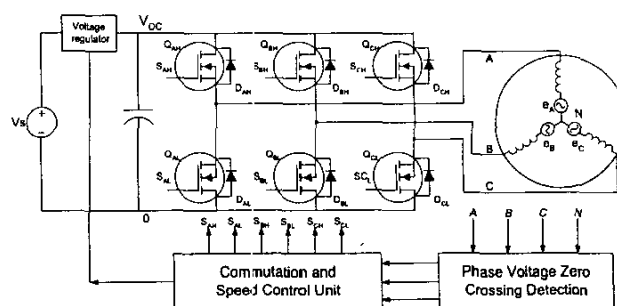 Voltage
regulator
V_DC
Q_AH
Q_BH
Q_CH
S_AH
S_BH
S_CH
D_AH
D_BH
D_CH
A
Vs
e_A
N
e_B
e_C
B
C
Q_AL
Q_BL
Q_CL
S_AL
S_BL
SC_L
D_AL
D_BL
D_CL
0
S_AH S_AL S_BH S_BL S_CH S_CL
A B C N
Commutation and
Speed Control Unit
Phase Voltage Zero
Crossing Detection